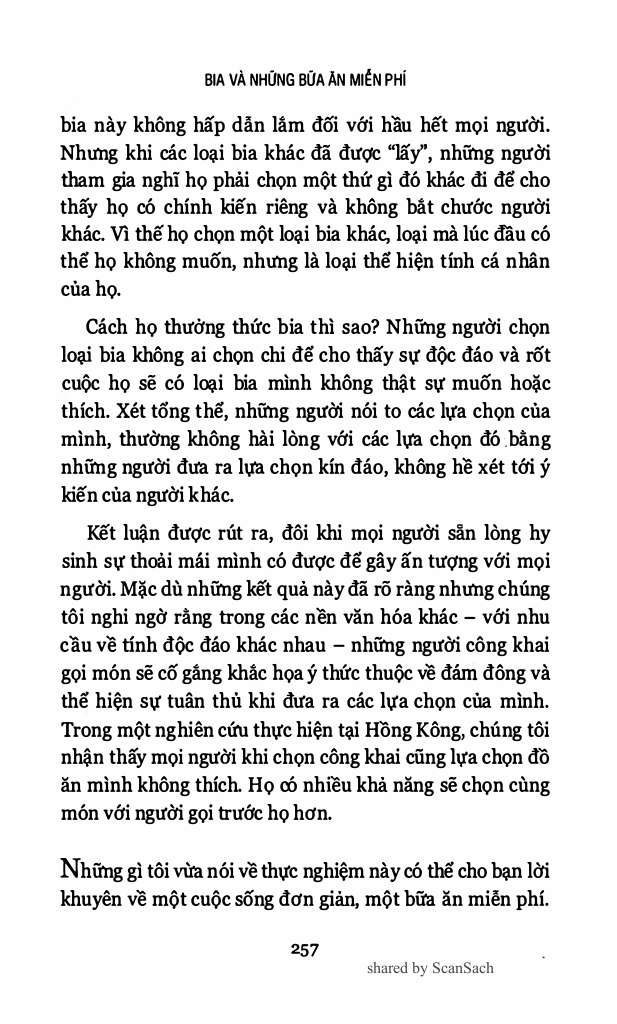 BIA VÀ NHỮNG BỮA ĂN MIỄN PHÍ
bia này không hấp dẫn lắm đối với hầu hết mọi người.
Nhưng khi các loại bia khác đã được “lấy”, những người
tham gia nghĩ họ phải chọn một thứ gì đó khác đi để cho
thấy họ có chính kiến riêng và không bắt chước người
khác. Vì thế họ chọn một loại bia khác, loại mà lúc đầu có
thể họ không muốn, nhưng là loại thể hiện tính cá nhân
của họ.
Cách họ thưởng thức bia thì sao? Những người chọn
loại bia không ai chọn chi để cho thấy sự độc đáo và rốt
cuộc họ sẽ có loại bia mình không thật sự muốn hoặc
thích. Xét tổng thể, những người nói to các lựa chọn của
mình, thường không hài lòng với các lựa chọn đó bằng
những người đưa ra lựa chọn kín đáo, không hề xét tới ý
kiến của người khác.
Kết luận được rút ra, đôi khi mọi người sẵn lòng hy
sinh sự thoải mái mình có được để gây ấn tượng với mọi
người. Mặc dù những kết quả này đã rõ ràng nhưng chúng
tôi nghi ngờ rằng trong các nền văn hóa khác – với nhu
cầu về tính độc đáo khác nhau – những người công khai
gọi món sẽ cố gắng khắc họa ý thức thuộc về đám đông và
thể hiện sự tuân thủ khi đưa ra các lựa chọn của mình.
Trong một nghiên cứu thực hiện tại Hồng Kông, chúng tôi
nhận thấy mọi người khi chọn công khai cũng lựa chọn đồ
ăn mình không thích. Họ có nhiều khả năng sẽ chọn cùng
món với người gọi trước họ hơn.
Những gì tôi vừa nói về thực nghiệm này có thể cho bạn lời
khuyên về một cuộc sống đơn giản, một bữa ăn miễn phí.
257
shared by ScanSach